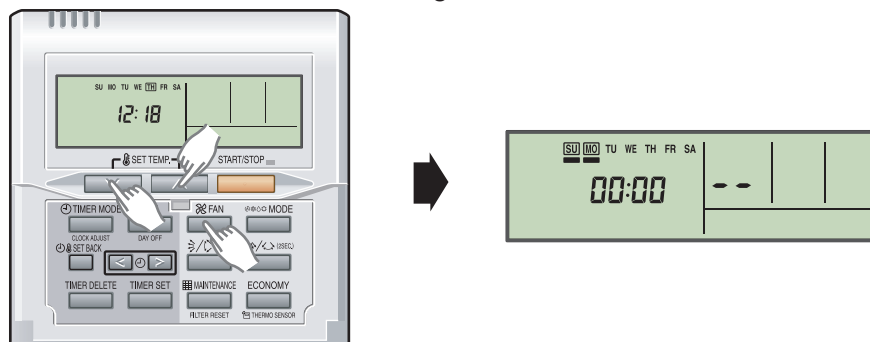 SU MO TU WE TH FR SA
12:18
SET TEMP.
START/STOP
TIMER MODE
FAN
MODE
CLOCK ADJUST
DAY OFF
SET BACK
(2SEC.)
TIMER DELETE
TIMER SET
MAINTENANCE
ECONOMY
FILTER RESET
THERMO SENSOR
SU MO TU WE TH FR SA
00:00
--